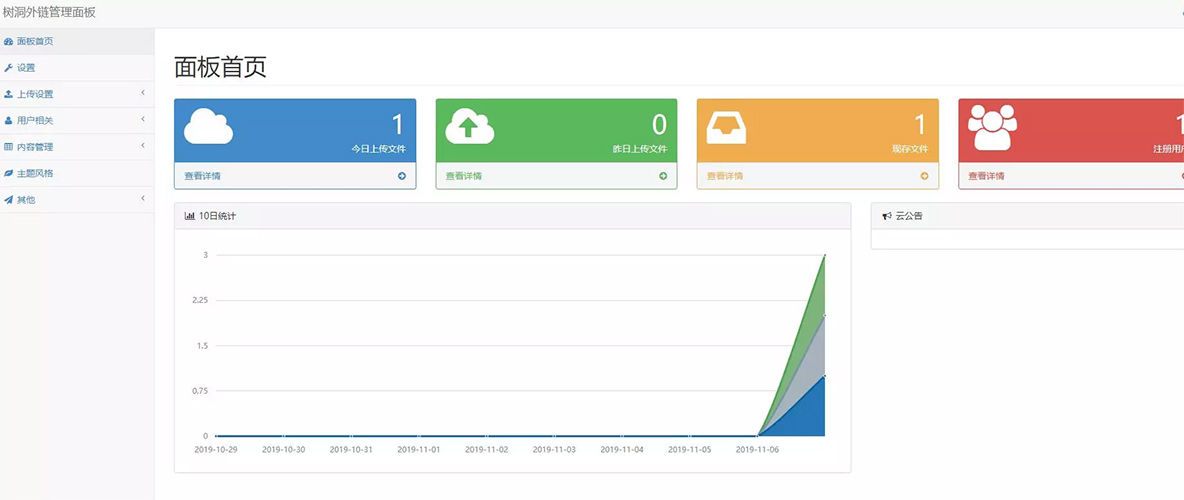 树洞外链管理面板
面板首页
设置
上传设置
用户相关
内容管理
主题风格
其他
面板首页
1
今日上传文件
查看详情
0
昨日上传文件
查看详情
1
现存文件
查看详情
1
注册用户
查看详情
10日统计
3
2.25
1.5
0.75
0
2019-10-29 2019-10-30 2019-10-31 2019-11-01 2019-11-02 2019-11-03 2019-11-04 2019-11-05 2019-11-06
云公告